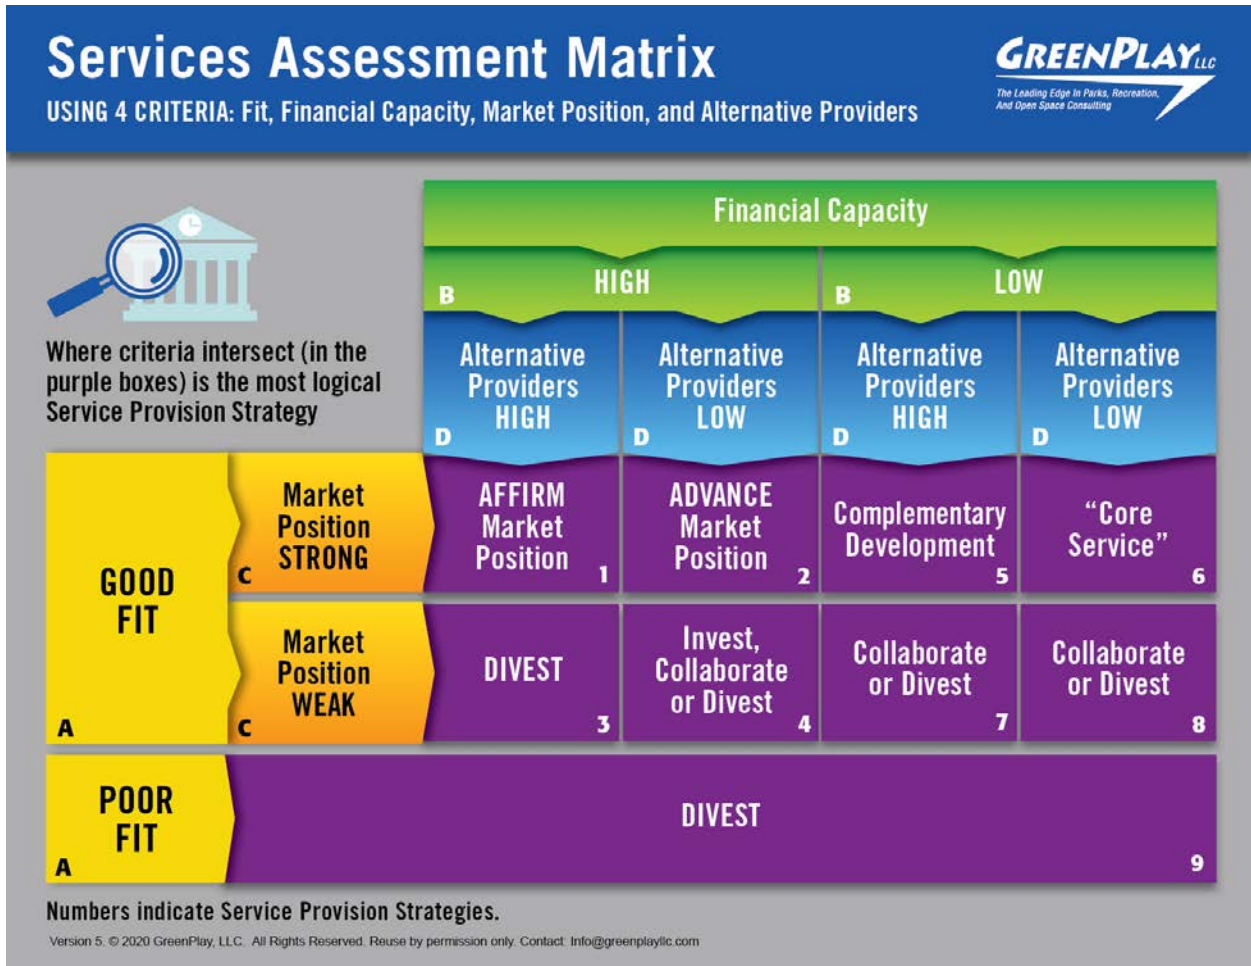 Services Assessment Matrix
USING 4 CRITERIA: Fit, Financial Capacity, Market Position, and Alternative Providers
GREENPLAY LLC
The Leading Edge In Parks, Recreation,
And Open Space Consulting
Where criteria intersect (in the
purple boxes) is the most logical
Service Provision Strategy
Financial Capacity
B
HIGH
B
LOW
Alternative
Providers
HIGH
D
Alternative
Providers
LOW
D
Alternative
Providers
HIGH
D
Alternative
Providers
LOW
D
GOOD
FIT
A
Market
Position
STRONG
C
AFFIRM
Market
Position
1
ADVANCE
Market
Position
2
Complementary
Development
5
“Core
Service”
6
Market
Position
WEAK
C
DIVEST
3
Invest,
Collaborate
or Divest
4
Collaborate
or Divest
7
Collaborate
or Divest
8
POOR
FIT
A
DIVEST
9
Numbers indicate Service Provision Strategies.
Version 5. © 2020 GreenPlay, LLC. All Rights Reserved. Reuse by permission only. Contact: Info@greenplayllc.com